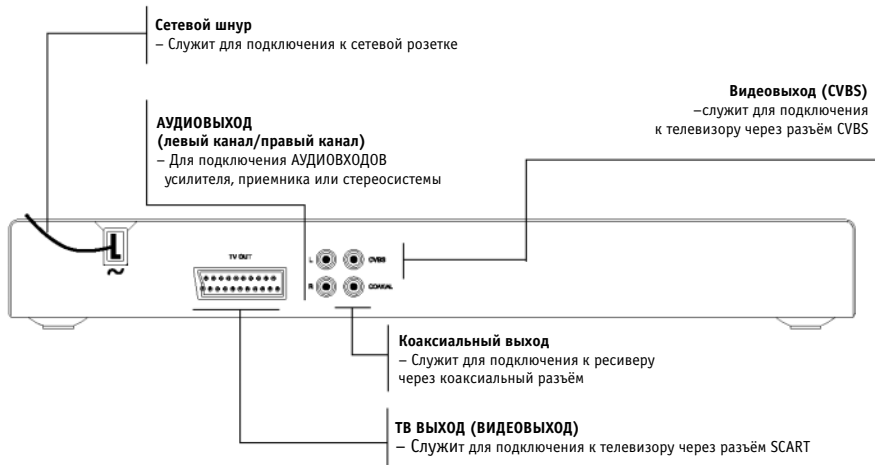 Сетевой шнур
– Служит для подключения к сетевой розетке
Видеовыход (CVBS)
–служит для подключения
к телевизору через разъём CVBS
АУДИОВЫХОД
(левый канал/правый канал)
– Для подключения АУДИОВХОДОВ
усилителя, приемника или стереосистемы
TV OUT
L
CVBS
R
COAXIAL
Коаксиальный выход
– Служит для подключения к ресиверу
через коаксиальный разъём
ТВ ВЫХОД (ВИДЕОВЫХОД)
– Служит для подключения к телевизору через разъём SCART